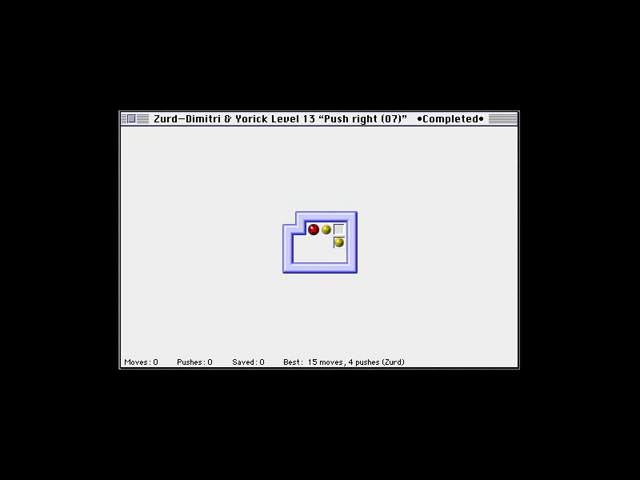 Zurd–Dimitri & Yorick Level 13 “Push right (07)” •Completed•
Moves: 0 Pushes: 0 Saved: 0 Best: 15 moves, 4 pushes (Zurd)